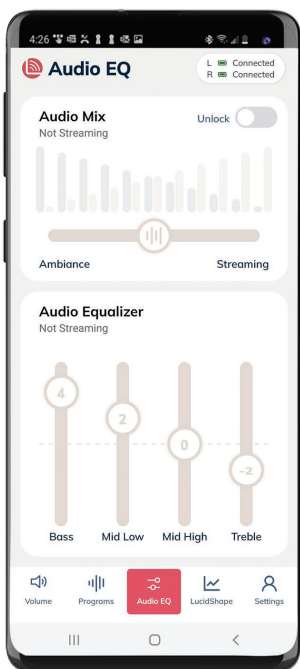 4:26
Audio EQ
L Connected
R Connected
Audio Mix
Unlock
Not Streaming
Ambiance
Streaming
Audio Equalizer
Not Streaming
4
2
0
-2
Bass
Mid Low
Mid High
Treble
Volume
Programs
Audio EQ
LucidShape
Settings